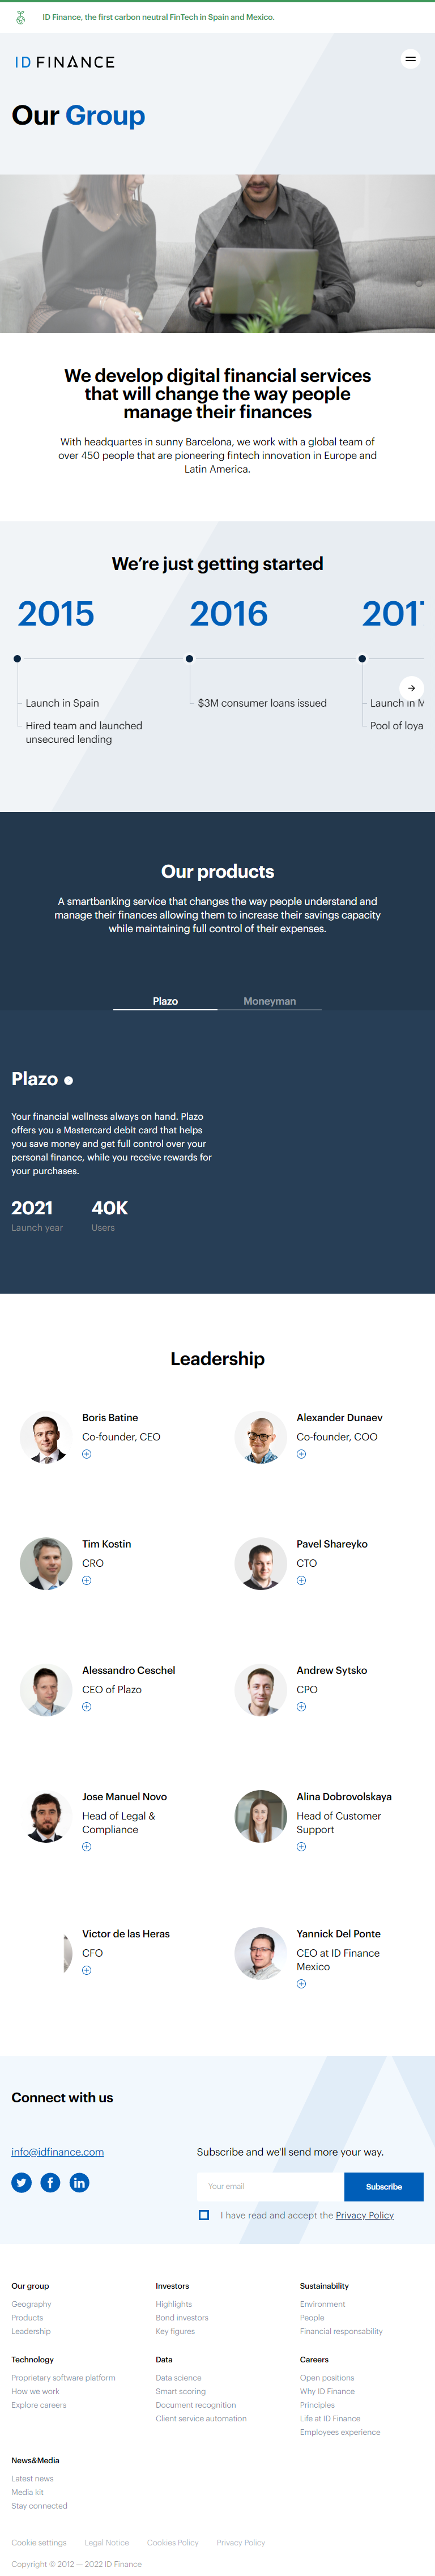 ID Finance, the first carbon neutral FinTech in Spain and Mexico.
ID FINANCE
Our Group
We develop digital financial services
that will change the way people
manage their finances
With headquartes in sunny Barcelona, we work with a global team of
over 450 people that are pioneering fintech innovation in Europe and
Latin America.
We're just getting started
2015
2016
201
Launch in Spain
Hired team and launched
unsecured lending
$3M consumer loans issued
Launch in M
Pool of loya
Our products
A smartbanking service that changes the way people understand and
manage their finances allowing them to increase their savings capacity
while maintaining full control of their expenses.
Plazo
Moneyman
Plazo
Your financial wellness always on hand. Plazo
offers you a Mastercard debit card that helps
you save money and get full control over your
personal finance, while you receive rewards for
your purchases.
2021
Launch year
40K
Users
Leadership
Boris Batine
Co-founder, CEO
Alexander Dunaev
Co-founder, COO
Tim Kostin
CRO
Pavel Shareyko
CTO
Alessandro Ceschel
CEO of Plazo
Andrew Sytsko
CPO
Jose Manuel Novo
Head of Legal &
Compliance
Alina Dobrovolskaya
Head of Customer
Support
Victor de las Heras
CFO
Yannick Del Ponte
CEO at ID Finance
Mexico
Connect with us
info@idfinance.com
Subscribe and we'll send more your way.
Your email
Subscribe
I have read and accept the Privacy Policy
Our group
Geography
Products
Leadership
Investors
Highlights
Bond investors
Key figures
Sustainability
Environment
People
Financial responsability
Technology
Proprietary software platform
How we work
Explore careers
Data
Data science
Smart scoring
Document recognition
Client service automation
Careers
Open positions
Why ID Finance
Principles
Life at ID Finance
Employees experience
News&Media
Latest news
Media kit
Stay connected
Cookie settings
Legal Notice
Cookies Policy
Privacy Policy
Copyright © 2012 — 2022 ID Finance